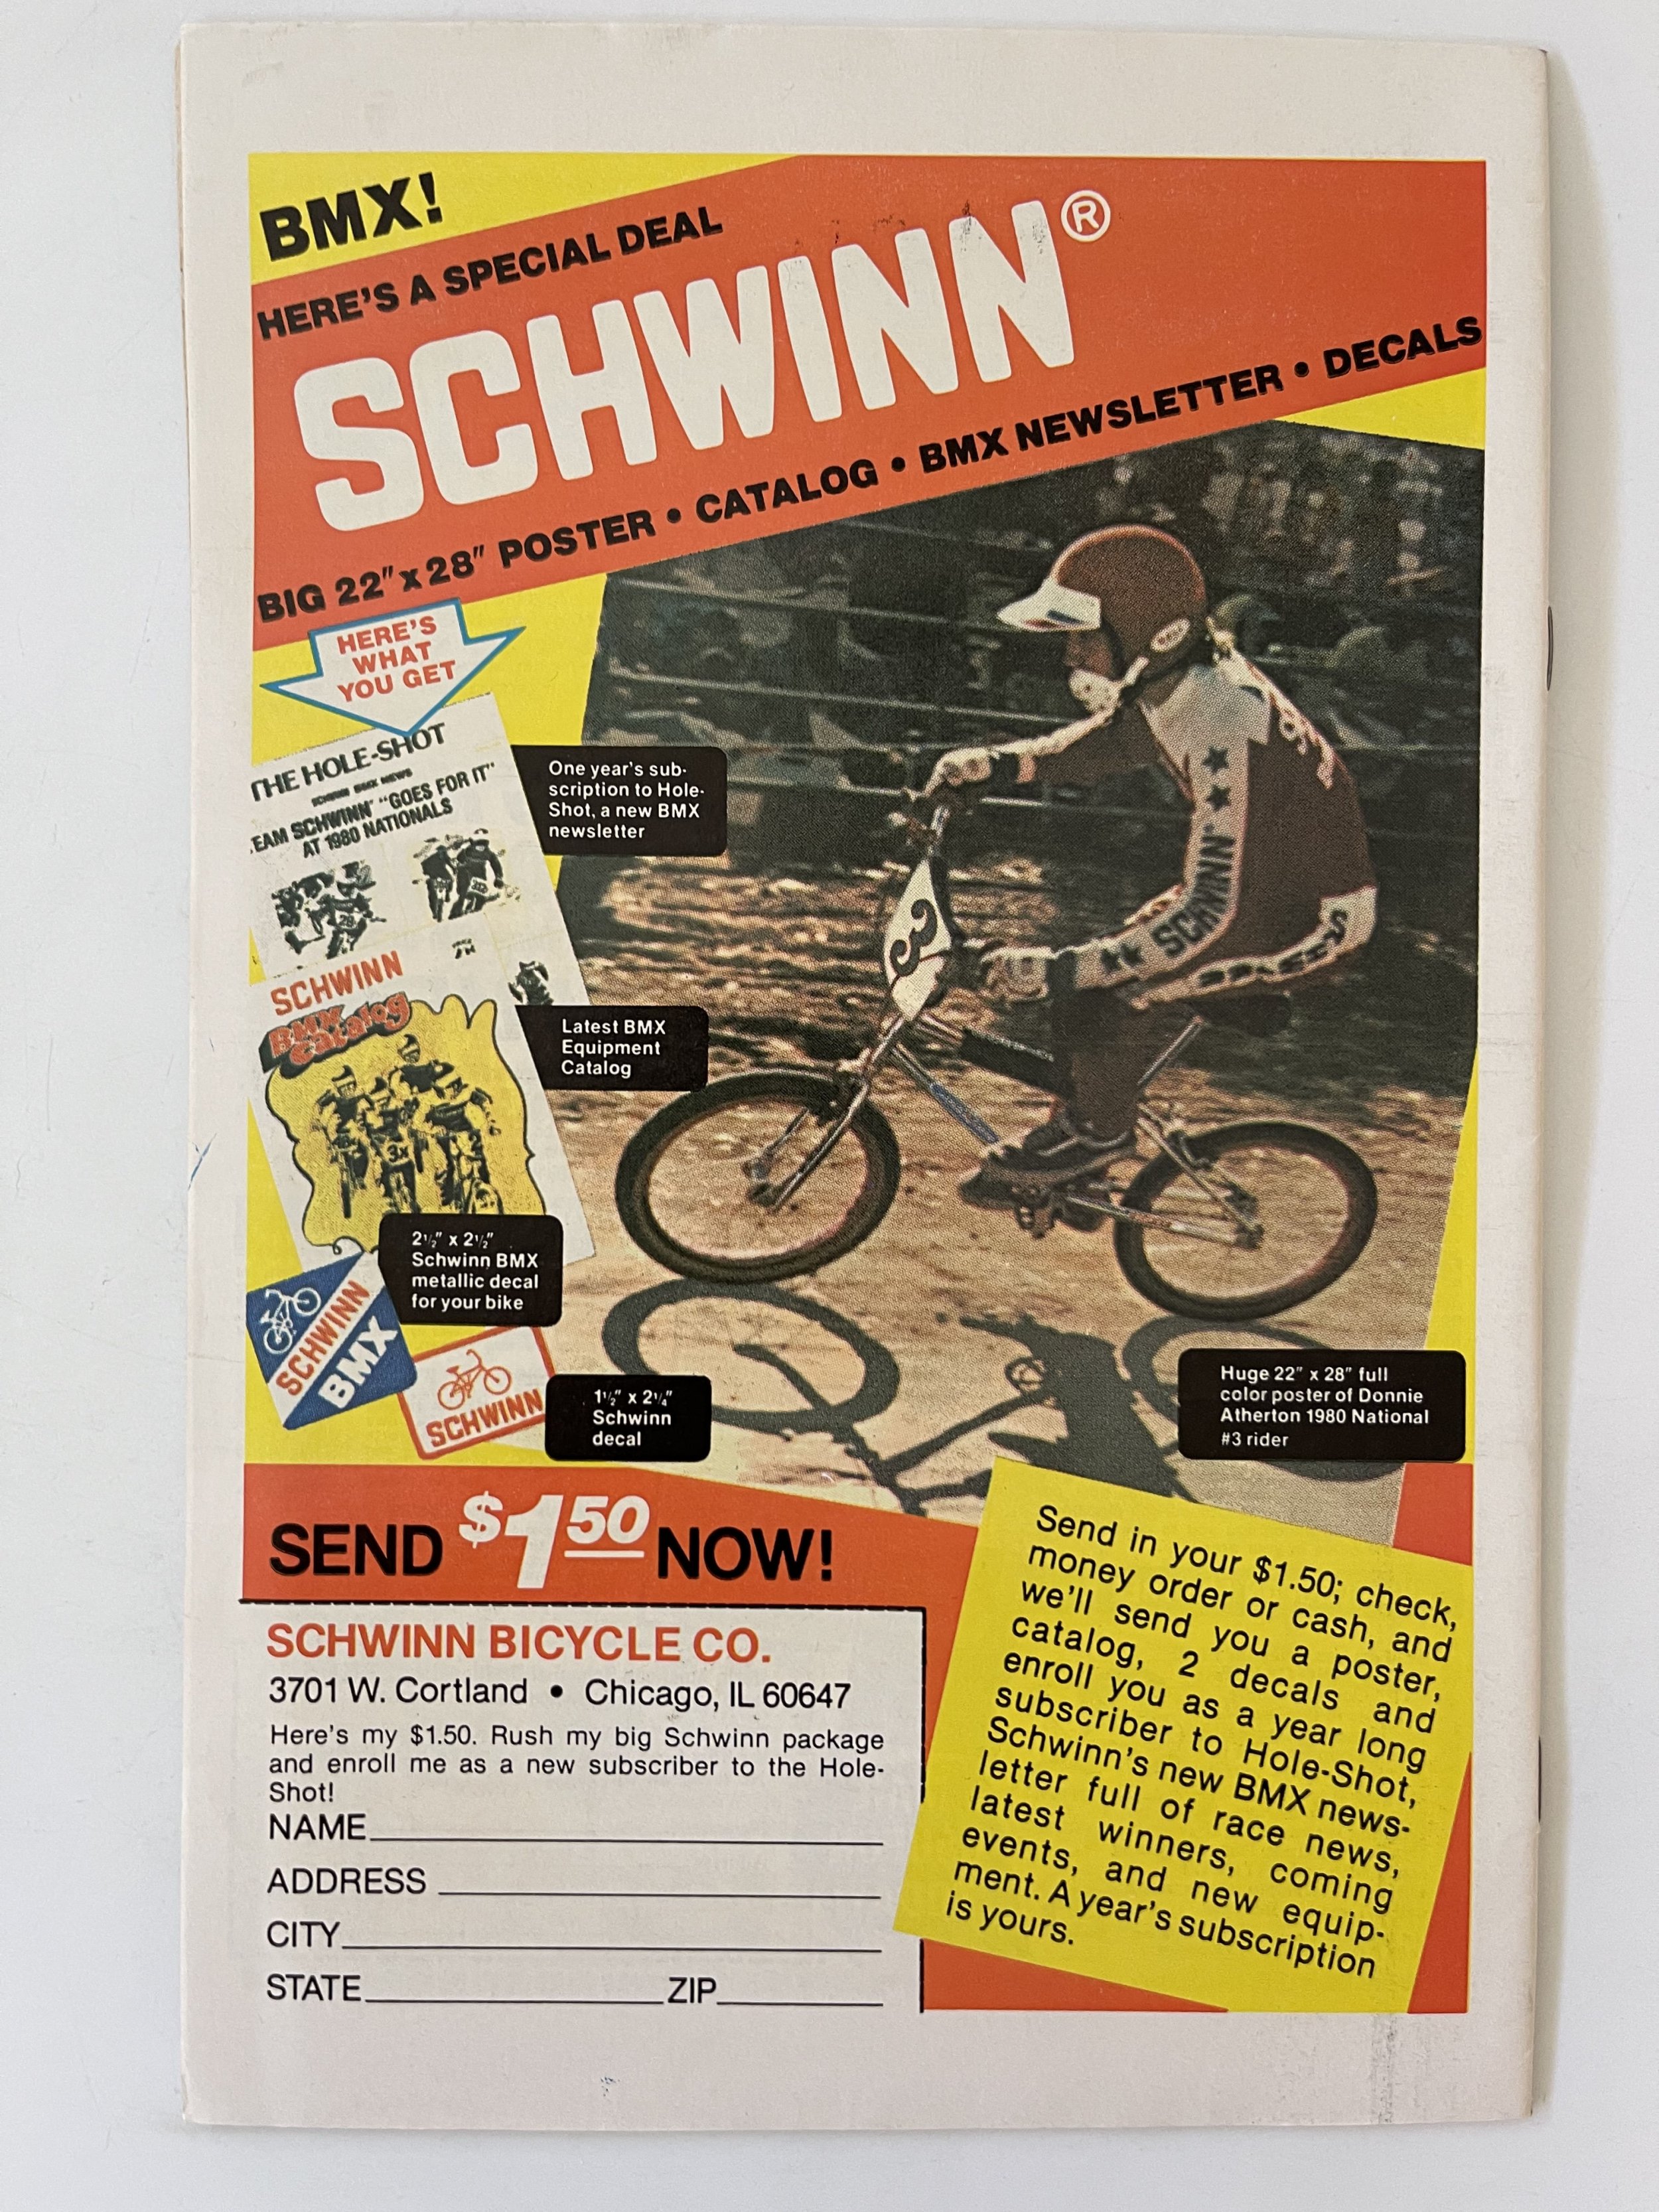 BMX!
HERE'S A SPECIAL DEAL
SCHWINN®
BIG 22" x 28" POSTER • CATALOG • BMX NEWSLETTER • DECALS
HERE'S
WHAT
YOU GET
THE HOLE-SHOT
SCHWINN BMX NEWS
EAM SCHWINN "GOES FOR IT"
AT 1980 NATIONALS
One year's sub-
scription to Hole-
Shot, a new BMX
newsletter
SCHWINN
BMX
Catalog
3x
Latest BMX
Equipment
Catalog
2½" x 2½"
Schwinn BMX
metallic decal
for your bike
SCHWINN
BMX
SCHWINN
1½" x 2¼"
Schwinn
decal
BELL
3
SCHWINN
Huge 22" x 28" full
color poster of Donnie
Atherton 1980 National
#3 rider
SEND $1.50 NOW!
SCHWINN BICYCLE CO.
3701 W. Cortland • Chicago, IL 60647
Here's my $1.50. Rush my big Schwinn package
and enroll me as a new subscriber to the Hole-
Shot!
NAME
ADDRESS
CITY
STATE ZIP
Send in your $1.50; check,
money order or cash, and
we'll send you a poster,
catalog, 2 decals and
enroll you as a year long
subscriber to Hole-Shot,
Schwinn's new BMX news-
letter full of race news,
latest winners, coming
events, and new equip-
ment. A year's subscription
is yours.